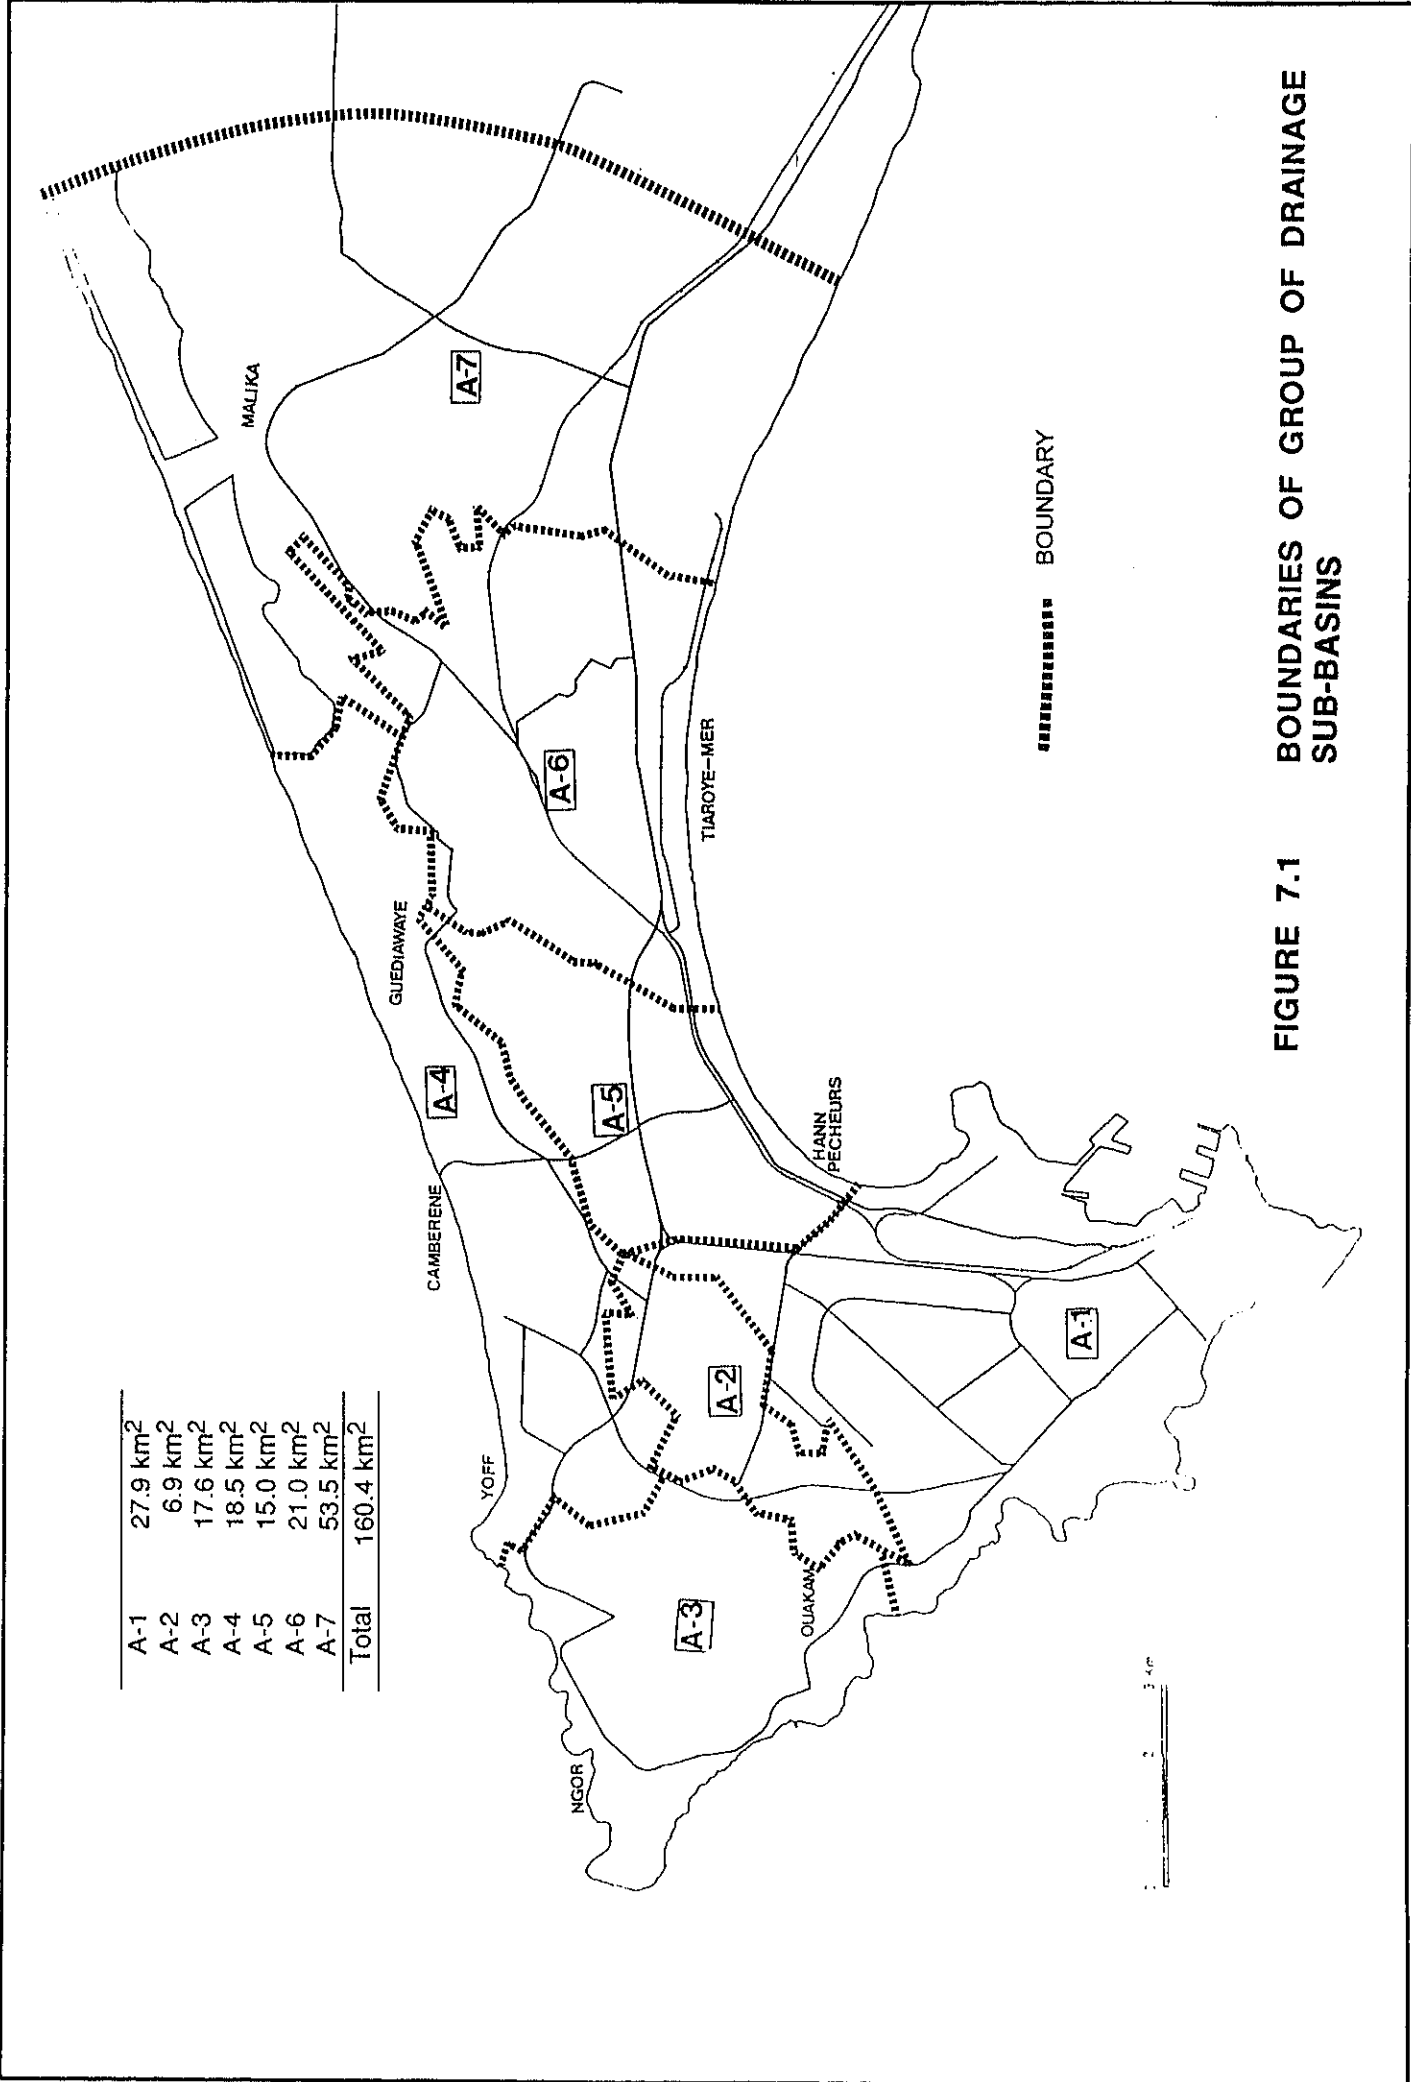 A-1 27.9 km²
A-2 6.9 km²
A-3 17.6 km²
A-4 18.5 km²
A-5 15.0 km²
A-6 21.0 km²
A-7 53.5 km²
Total 160.4 km²
MALIKA
GUEDIAWAYE
CAMBERENE
YOFF
NGOR
OUAKAM
HANN
PECHEURS
TIAROYE-MER
A-7
A-6
A-4
A-5
A-2
A-1
A-3
2
3 km
BOUNDARY
FIGURE 7.1 BOUNDARIES OF GROUP OF DRAINAGE
SUB-BASINS